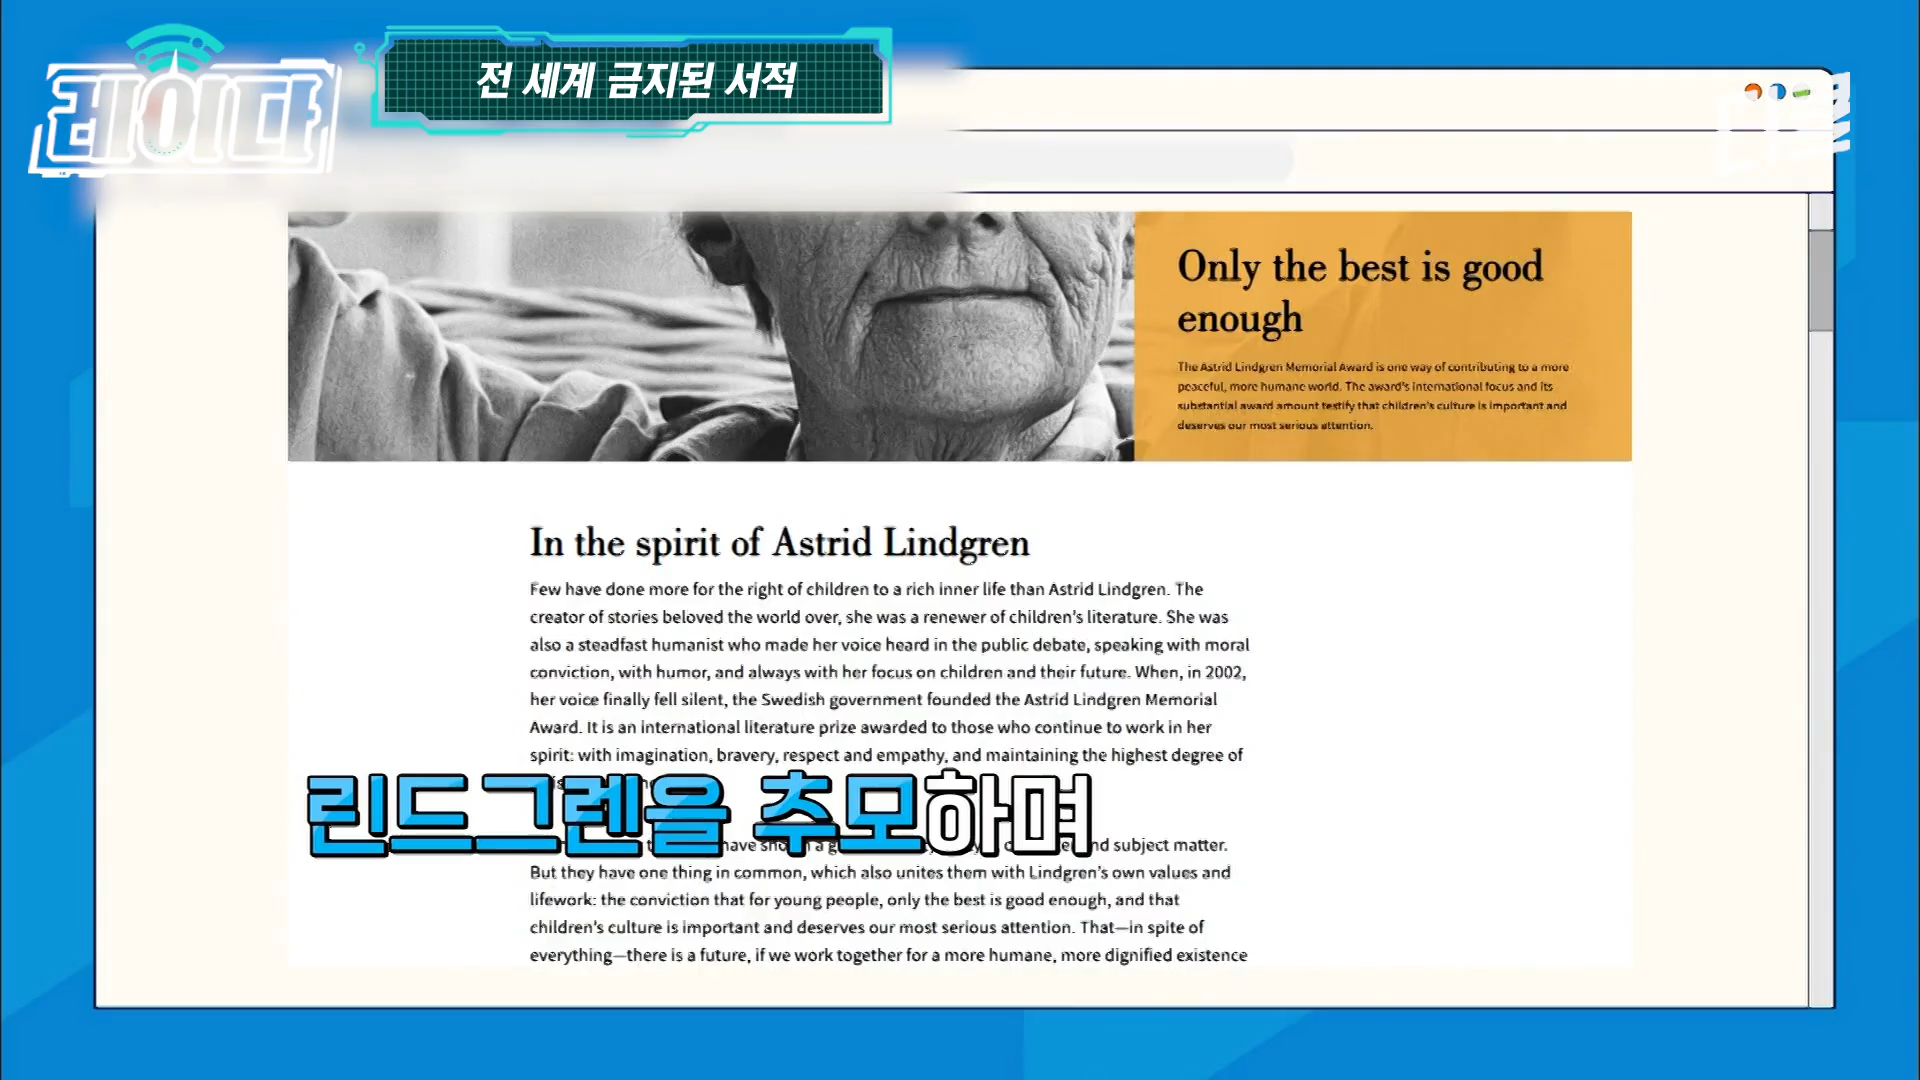 레이다
전 세계 금지된 서적
Only the best is good
enough
The Astrid Lindgren Memorial Award is one way of contributing to a more
peaceful, more humane world. The award's international focus and its
substantial award amount testify that children's culture is important and
deserves our most serious attention.
In the spirit of Astrid Lindgren
Few have done more for the right of children to a rich inner life than Astrid Lindgren. The
creator of stories beloved the world over, she was a renewer of children's literature. She was
also a steadfast humanist who made her voice heard in the public debate, speaking with moral
conviction, with humor, and always with her focus on children and their future. When, in 2002,
her voice finally fell silent, the Swedish government founded the Astrid Lindgren Memorial
Award. It is an international literature prize awarded to those who continue to work in her
spirit: with imagination, bravery, respect and empathy, and maintaining the highest degree of
린드그렌을 추모하며
have a and subject matter.
But they have one thing in common, which also unites them with Lindgren's own values and
lifework: the conviction that for young people, only the best is good enough, and that
children's culture is important and deserves our most serious attention. That—in spite of
everything—there is a future, if we work together for a more humane, more dignified existence